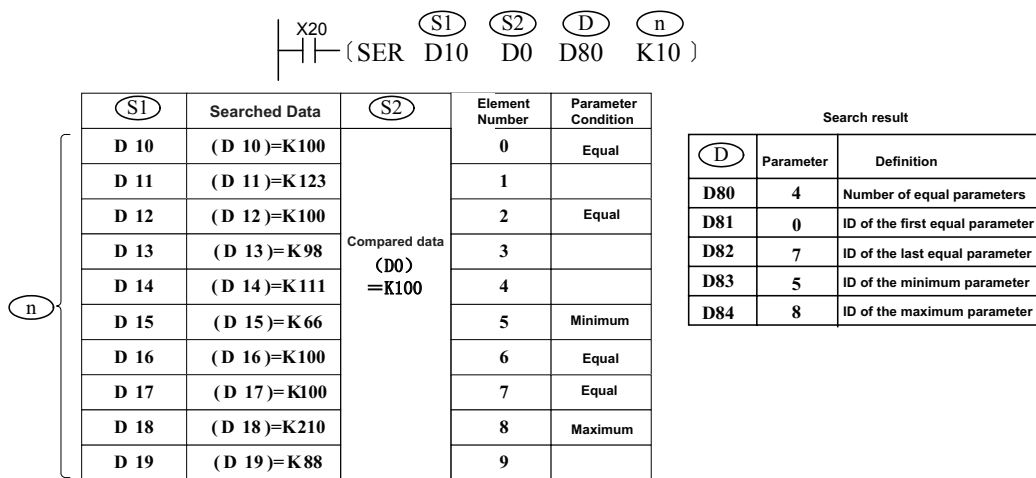 S1 S2 D n
X20
〔SER D10 D0 D80 K10〕
S1 Searched Data S2 Element Number Parameter Condition
D 10 (D 10)=K100 0 Equal
D 11 (D 11)=K123 1
D 12 (D 12)=K100 2 Equal
D 13 (D 13)=K98 3
D 14 (D 14)=K111 4
D 15 (D 15)=K66 5 Minimum
D 16 (D 16)=K100 6 Equal
D 17 (D 17)=K100 7 Equal
D 18 (D 18)=K210 8 Maximum
D 19 (D 19)=K88 9
Compared data
(D0)
=K100
n
Search result
D Parameter Definition
D80 4 Number of equal parameters
D81 0 ID of the first equal parameter
D82 7 ID of the last equal parameter
D83 5 ID of the minimum parameter
D84 8 ID of the maximum parameter